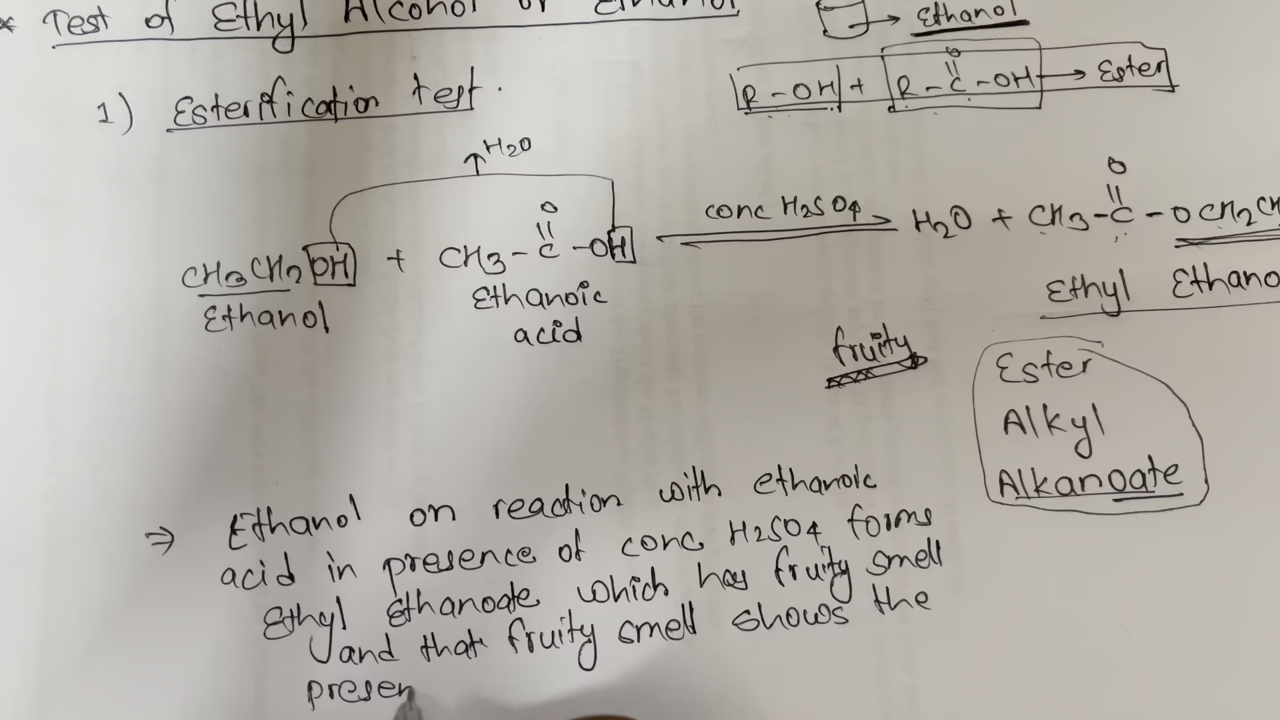 * Test of Ethyl Alcohol or Ethanol
→ Ethanol
R-OH + R-C-OH → Ester
O
1) Esterification test.
↑H2O
CH3CH2OH + CH3-C-OH conc H2SO4 H2O + CH3-C-OCH2CH
O O
Ethanol Ethanoic acid Ethyl Ethano
fruity
Ester
Alkyl
Alkanoate
⇒ Ethanol on reaction with ethanoic
acid in presence of conc H2SO4 forms
Ethyl Ethanoate which has fruity smell
and that fruity smell shows the
presen